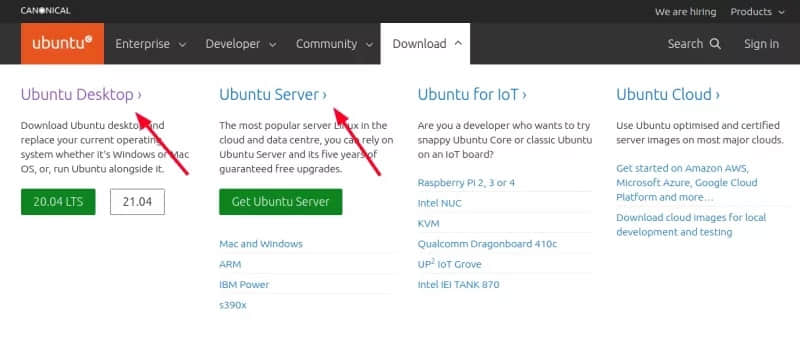 CANONICAL
We are hiring Products
ubuntu Enterprise Developer Community Download Search Sign in
Ubuntu Desktop ›
Download Ubuntu desktop and
replace your current operating
system whether it's Windows or Mac
OS, or, run Ubuntu alongside it.
20.04 LTS 21.04
Ubuntu Server ›
The most popular server Linux in the
cloud and data centre, you can rely on
Ubuntu Server and its five years of
guaranteed free upgrades.
Get Ubuntu Server
Mac and Windows
ARM
IBM Power
s390x
Ubuntu for IoT ›
Are you a developer who wants to try
snappy Ubuntu Core or classic Ubuntu
on an IoT board?
Raspberry Pi 2, 3 or 4
Intel NUC
KVM
Qualcomm Dragonboard 410c
UP² IoT Grove
Intel IEI TANK 870
Ubuntu Cloud ›
Use Ubuntu optimised and certified
server images on most major clouds.
Get started on Amazon AWS,
Microsoft Azure, Google Cloud
Platform and more...
Download cloud images for local
development and testing